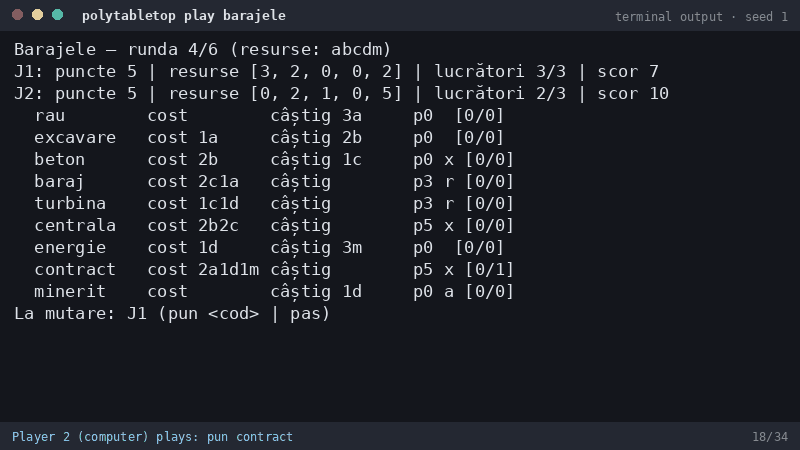 polytabletop play barajele
terminal output · seed 1
Barajele — runda 4/6 (resurse: abcdm)
J1: puncte 5 | resurse [3, 2, 0, 0, 2] | lucrători 3/3 | scor 7
J2: puncte 5 | resurse [0, 2, 1, 0, 5] | lucrători 2/3 | scor 10
rau cost câștig 3a p0 [0/0]
excavare cost 1a câștig 2b p0 [0/0]
beton cost 2b câștig 1c p0 x [0/0]
baraj cost 2c1a câștig p3 r [0/0]
turbina cost 1c1d câștig p3 r [0/0]
centrala cost 2b2c câștig p5 x [0/0]
energie cost 1d câștig 3m p0 [0/0]
contract cost 2a1d1m câștig p5 x [0/1]
minerit cost câștig 1d p0 a [0/0]
La mutare: J1 (pun <cod> | pas)
Player 2 (computer) plays: pun contract
18/34